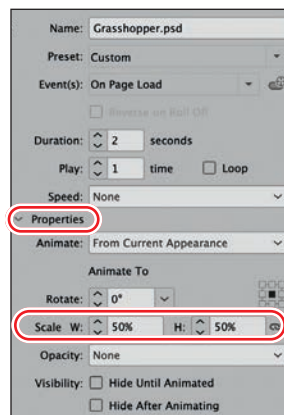 Name: Grasshopper.psd
Preset: Custom
Event(s): On Page Load
Reverse on Roll Off
Duration: 2 seconds
Play: 1 time Loop
Speed: None
Properties
Animate: From Current Appearance
Animate To
Rotate: 0°
Scale W: 50% H: 50%
Opacity: None
Visibility: Hide Until Animated
Hide After Animating